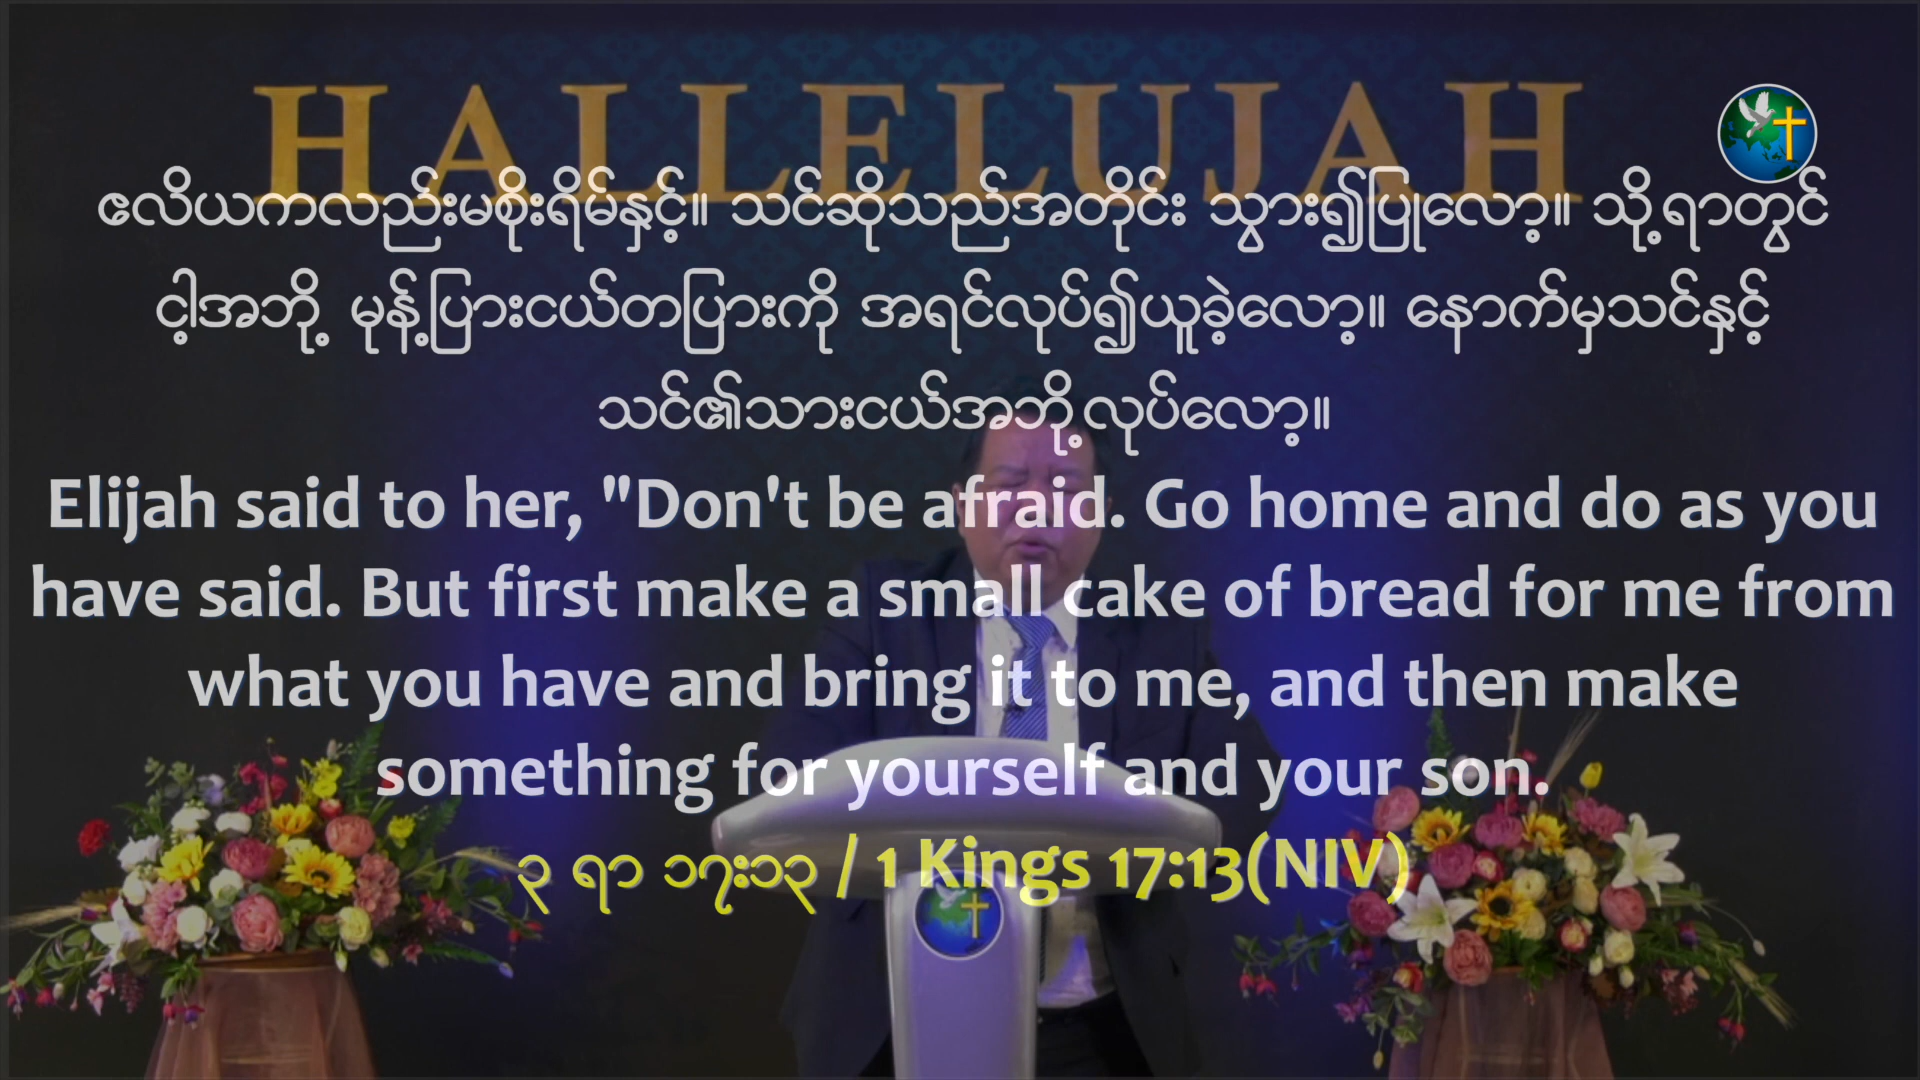 HALLELUJAH
ဧလိယကလည်းမစိုးရိမ်နှင့်။ သင်ဆိုသည်အတိုင်း သွား၍ပြုလော့။ သို့ရာတွင်
ငါ့အဘို့ မုန့်ပြားငယ်တပြားကို အရင်လုပ်၍ယူခဲ့လော့။ နောက်မှသင်နှင့်
သင်၏သားငယ်အဘို့လုပ်လော့။
Elijah said to her, "Don't be afraid. Go home and do as you
have said. But first make a small cake of bread for me from
what you have and bring it to me, and then make
something for yourself and your son.
၃ ရာ ၁၇း၁၃ / 1 Kings 17:13(NIV)